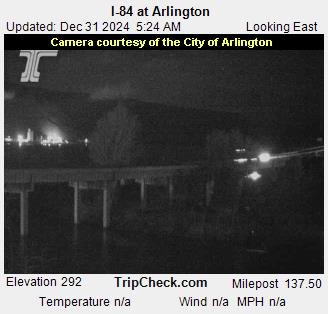 I-84 at Arlington
Updated: Dec 31 2024 5:24 AM Looking East
Camera courtesy of the City of Arlington
Elevation 292 TripCheck.com Milepost 137.50
Temperature n/a Wind n/a MPH n/a